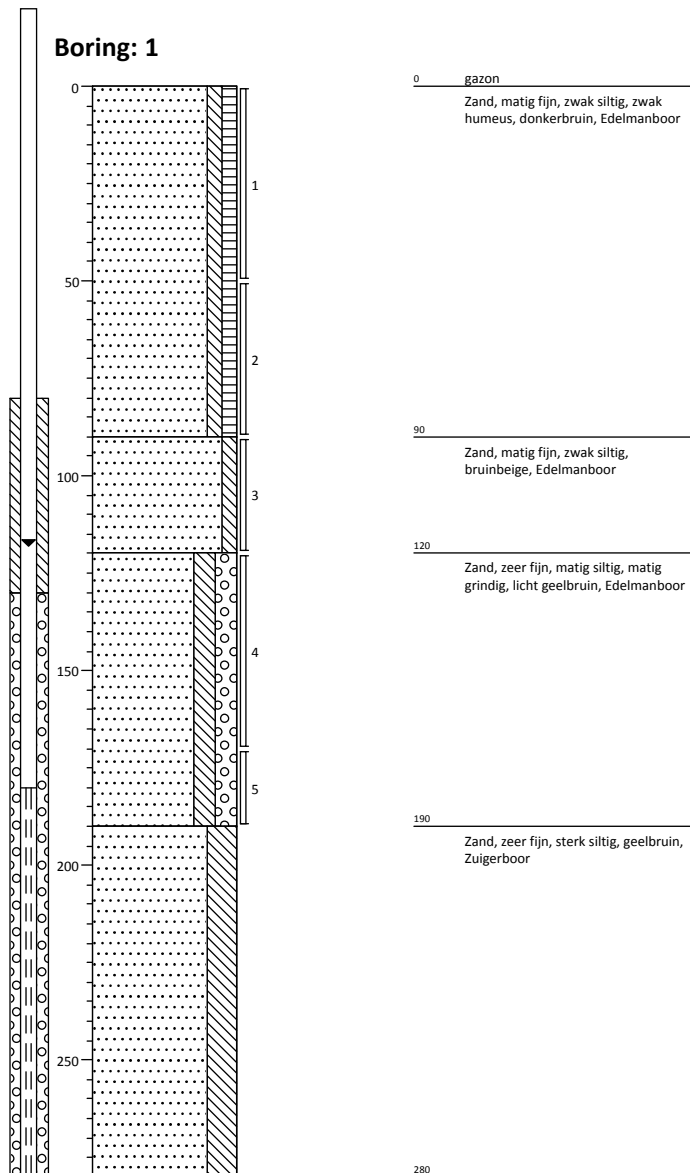 Boring: 1
0
50
100
150
200
250
1
2
3
4
5
0 gazon
Zand, matig fijn, zwak siltig, zwak
humeus, donkerbruin, Edelmanboor
90
Zand, matig fijn, zwak siltig,
bruinbeige, Edelmanboor
120
Zand, zeer fijn, matig siltig, matig
grindig, licht geelbruin, Edelmanboor
190
Zand, zeer fijn, sterk siltig, geelbruin,
Zuigerboor
280